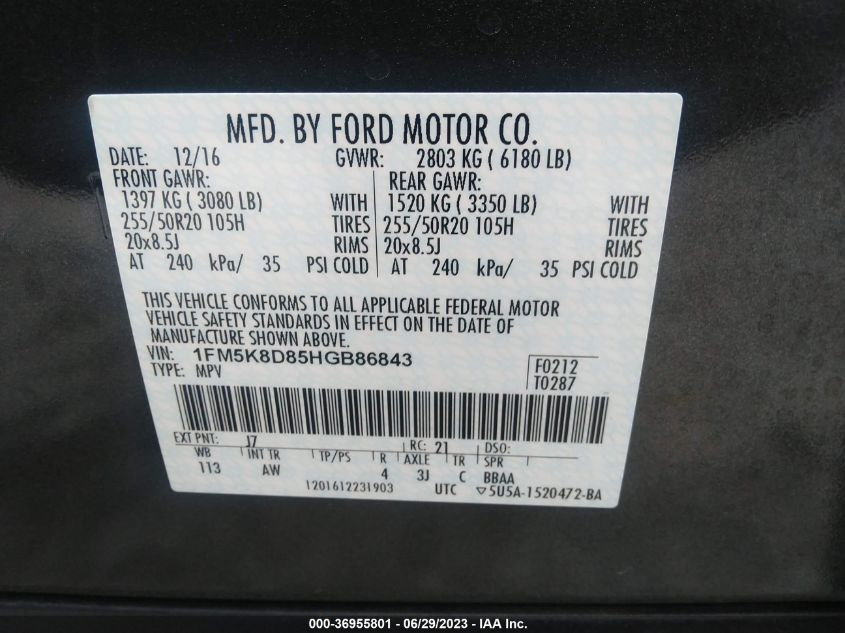 MFD. BY FORD MOTOR CO.
DATE: 12/16 GVWR: 2803 KG ( 6180 LB)
FRONT GAWR: REAR GAWR:
1397 KG ( 3080 LB) WITH 1520 KG ( 3350 LB) WITH
255/50R20 105H TIRES 255/50R20 105H TIRES
20x8.5J RIMS 20x8.5J RIMS
AT 240 kPa/ 35 PSI COLD AT 240 kPa/ 35 PSI COLD
THIS VEHICLE CONFORMS TO ALL APPLICABLE FEDERAL MOTOR
VEHICLE SAFETY STANDARDS IN EFFECT ON THE DATE OF
MANUFACTURE SHOWN ABOVE.
VIN: 1FM5K8D85HGB86843
TYPE: MPV
F0212
T0287
EXT PNT: J7 RC: 21 DSO:
WB INT TR TP/PS R AXLE TR SPR
113 AW 4 3J C BBAA
1201612231903 UTC ▽5U5A-1520472-BA
000-36955801 - 06/29/2023 - IAA Inc.